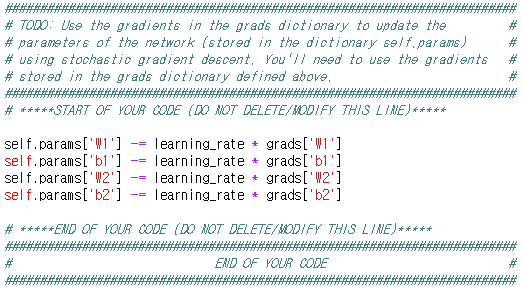 ################################################################################
# TODO: Use the gradients in the grads dictionary to update the #
# parameters of the network (stored in the dictionary self.params) #
# using stochastic gradient descent. You'll need to use the gradients #
# stored in the grads dictionary defined above. #
################################################################################
# *****START OF YOUR CODE (DO NOT DELETE/MODIFY THIS LINE)*****
self.params['W1'] -= learning_rate * grads['W1']
self.params['b1'] -= learning_rate * grads['b1']
self.params['W2'] -= learning_rate * grads['W2']
self.params['b2'] -= learning_rate * grads['b2']
# *****END OF YOUR CODE (DO NOT DELETE/MODIFY THIS LINE)*****
################################################################################
# END OF YOUR CODE #
################################################################################